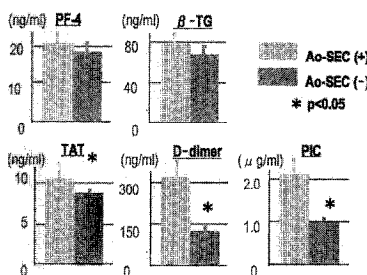 (ng/ml) PF-4
20
10
0
(ng/ml) β-TG
80
40
0
Ao-SEC (+)
Ao-SEC (-)
* p<0.05
(ng/ml) TAT *
10
5
0
(ng/ml) D-dimer
300
150
0
*
(μg/ml) PIC
2.0
1.0
0
*